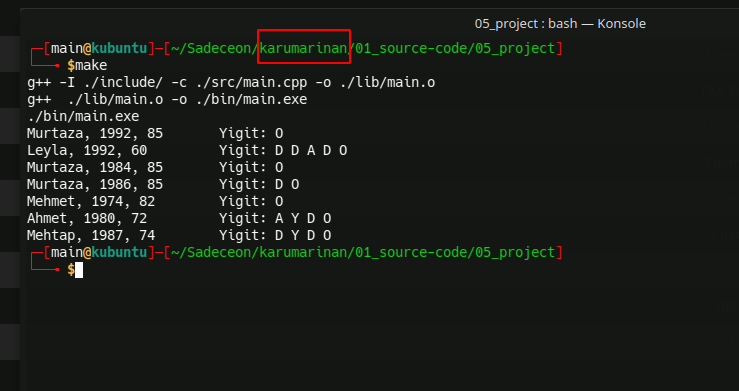 05_project : bash — Konsole
┌─[main@kubuntu]─[~/Sadeceon/karumarinan/01_source-code/05_project]
└──╼ $make
g++ -I ./include/ -c ./src/main.cpp -o ./lib/main.o
g++  ./lib/main.o -o ./bin/main.exe
./bin/main.exe
Murtaza, 1992, 85       Yigit: O
Leyla, 1992, 60         Yigit: D D A D O
Murtaza, 1984, 85       Yigit: O
Murtaza, 1986, 85       Yigit: D O
Mehmet, 1974, 82        Yigit: O
Ahmet, 1980, 72         Yigit: A Y D O
Mehtap, 1987, 74        Yigit: D Y D O
┌─[main@kubuntu]─[~/Sadeceon/karumarinan/01_source-code/05_project]
└──╼ $